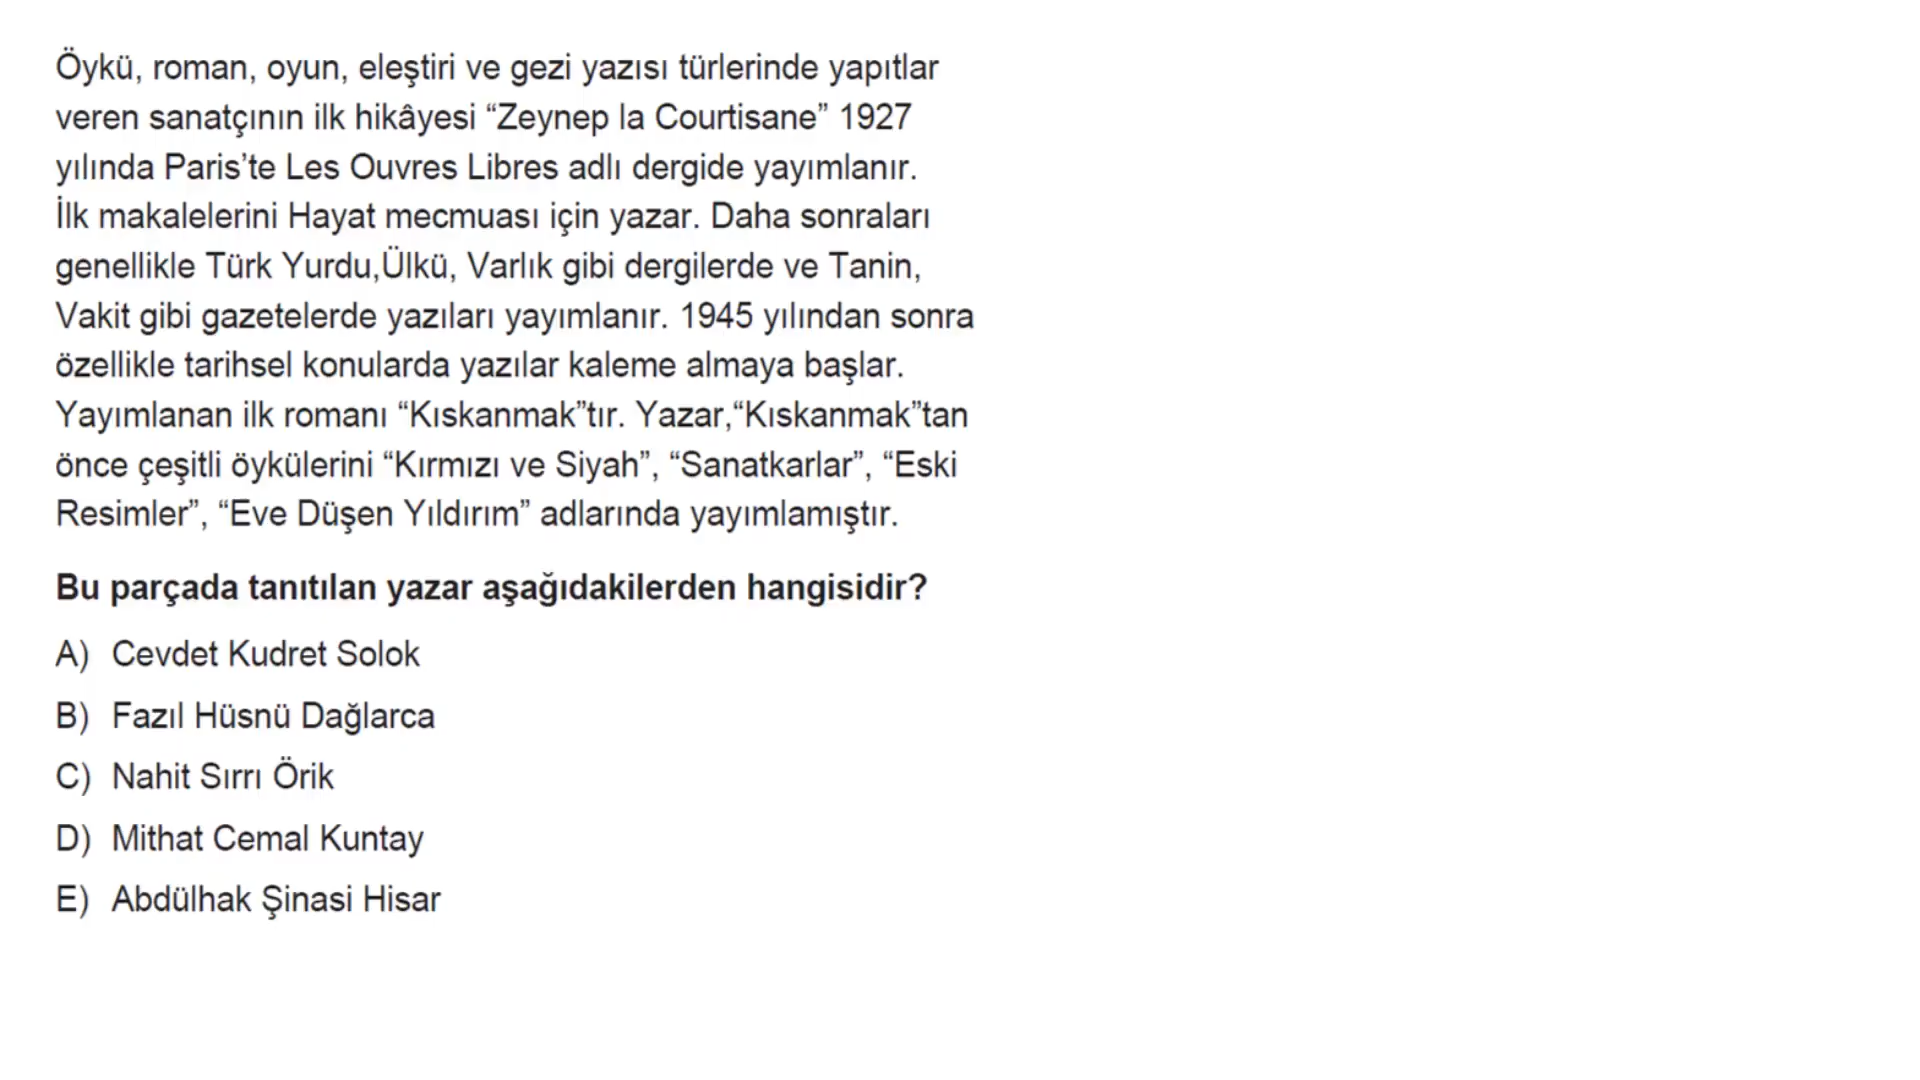 Öykü, roman, oyun, eleştiri ve gezi yazısı türlerinde yapıtlar
veren sanatçının ilk hikâyesi “Zeynep la Courtisane” 1927
yılında Paris’te Les Ouvres Libres adlı dergide yayımlanır.
İlk makalelerini Hayat mecmuası için yazar. Daha sonraları
genellikle Türk Yurdu,Ülkü, Varlık gibi dergilerde ve Tanin,
Vakit gibi gazetelerde yazıları yayımlanır. 1945 yılından sonra
özellikle tarihsel konularda yazılar kaleme almaya başlar.
Yayımlanan ilk romanı “Kıskanmak”tır. Yazar,“Kıskanmak”tan
önce çeşitli öykülerini “Kırmızı ve Siyah”, “Sanatkarlar”, “Eski
Resimler”, “Eve Düşen Yıldırım” adlarında yayımlamıştır.
Bu parçada tanıtılan yazar aşağıdakilerden hangisidir?
A) Cevdet Kudret Solok
B) Fazıl Hüsnü Dağlarca
C) Nahit Sırrı Örik
D) Mithat Cemal Kuntay
E) Abdülhak Şinasi Hisar